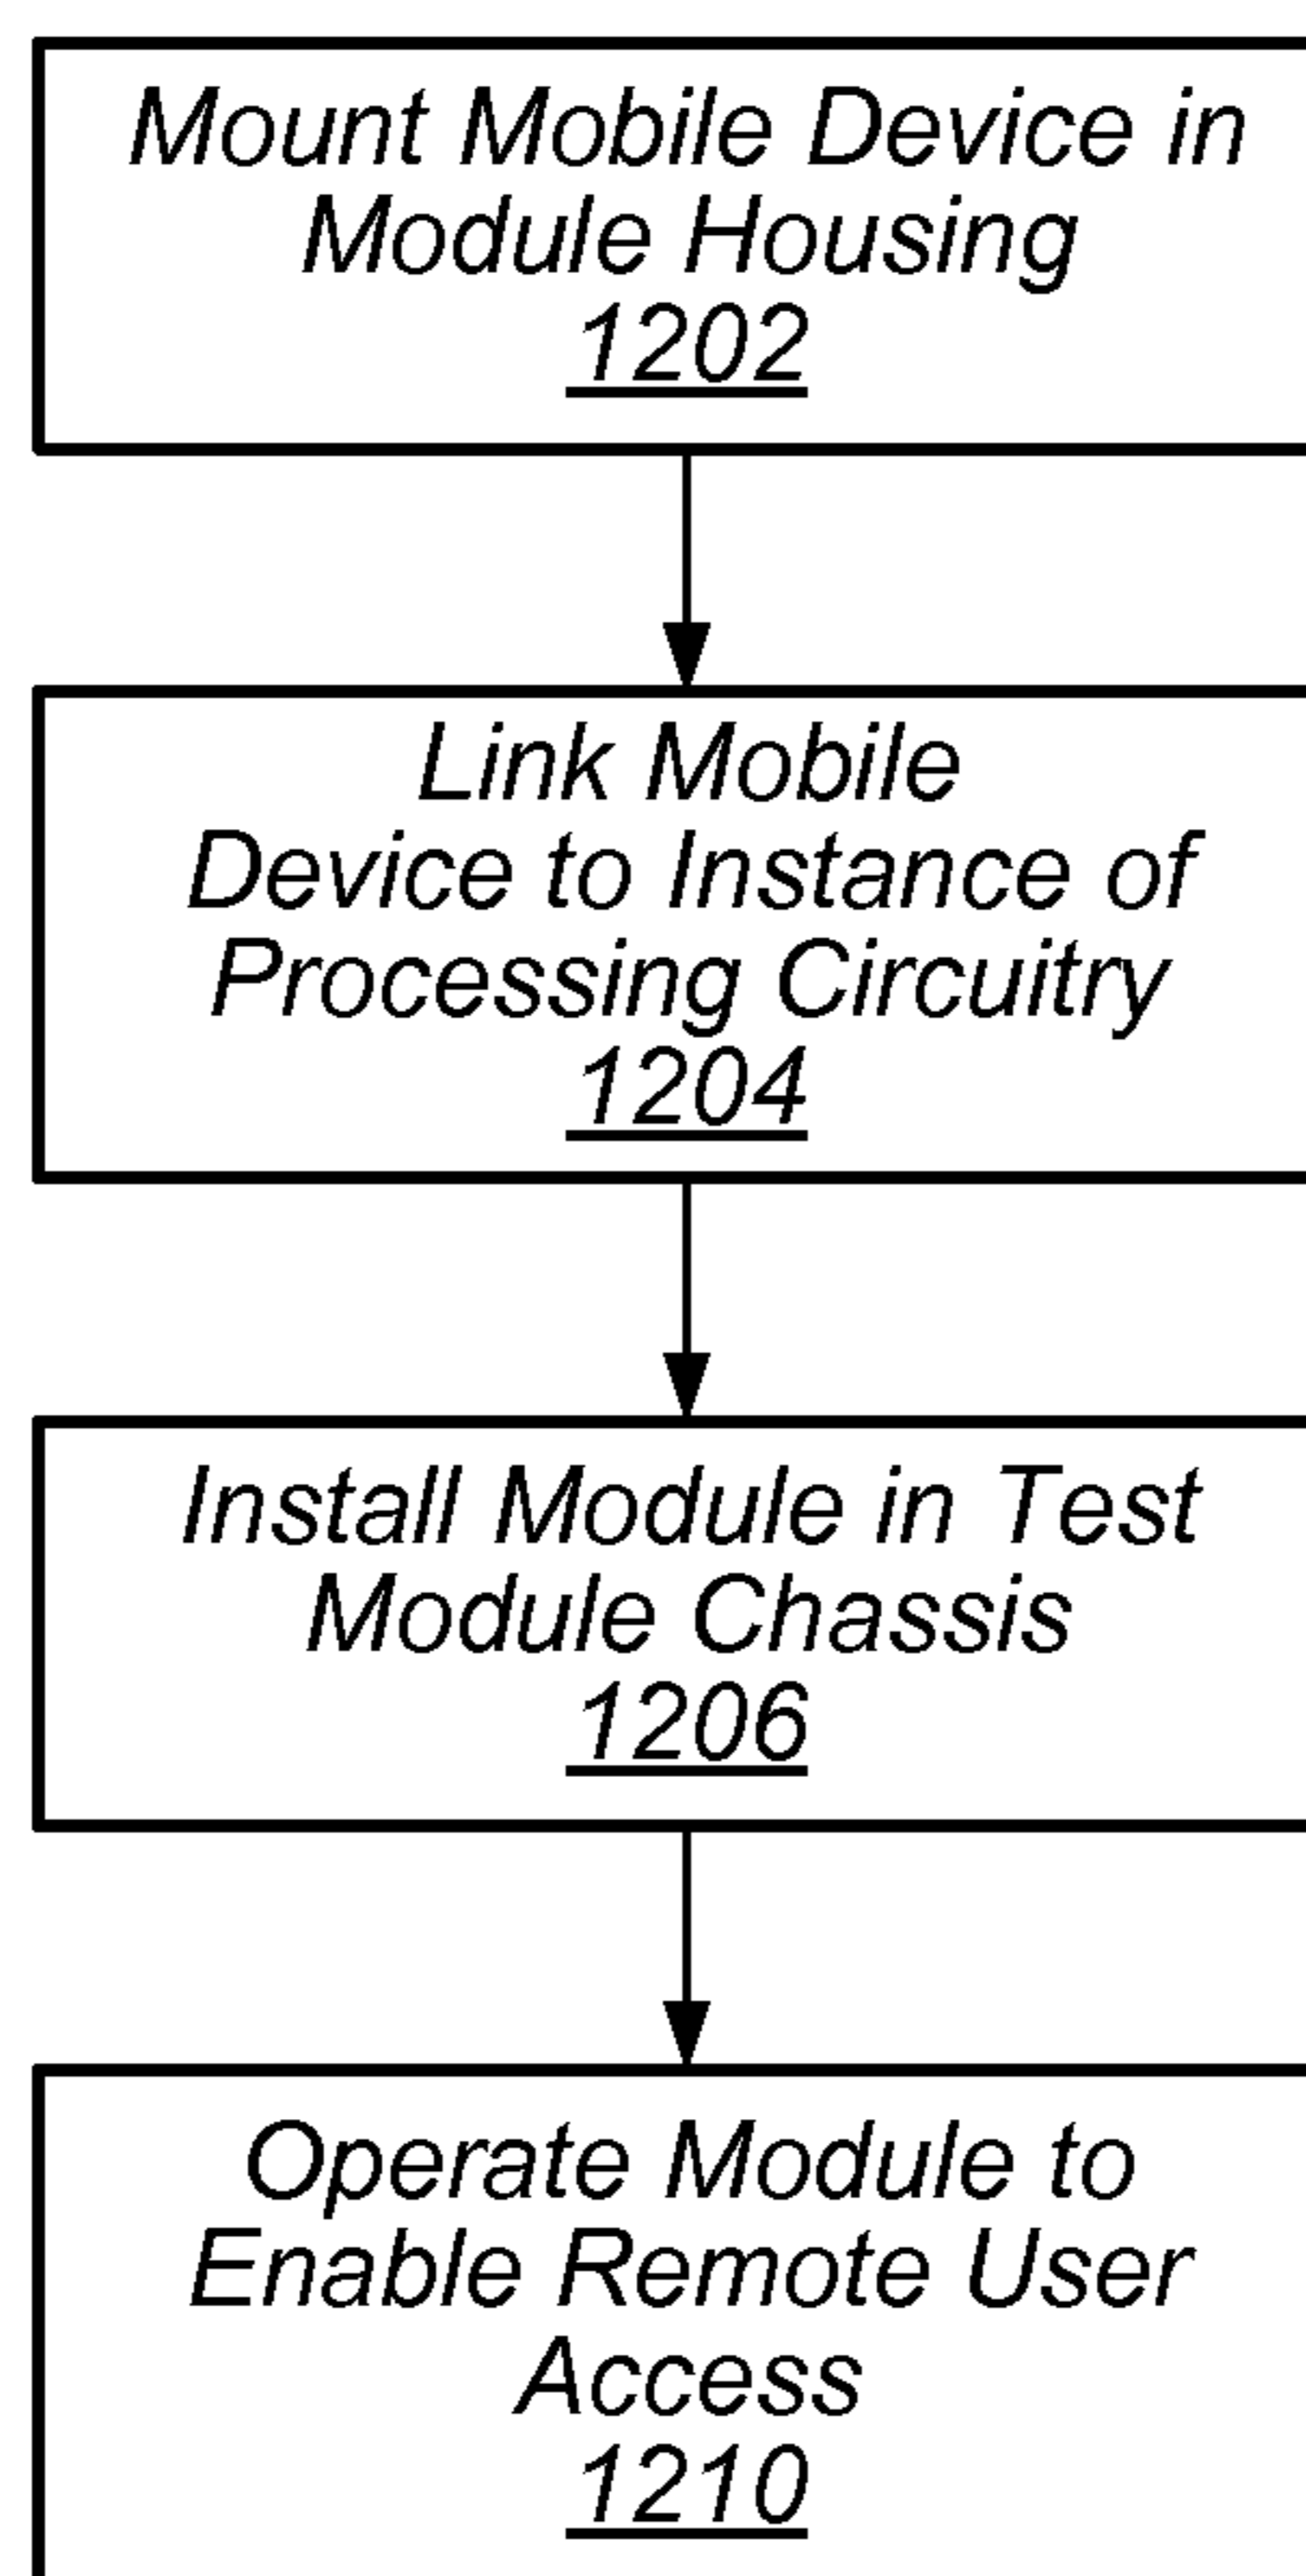 Mount Mobile Device in
Module Housing
1202
Link Mobile
Device to Instance of
Processing Circuitry
1204
Install Module in Test
Module Chassis
1206
Operate Module to
Enable Remote User
Access
1210